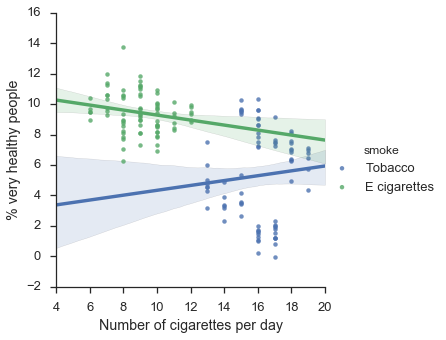 16
14
12
10
8
6
4
2
0
−2
% very healthy people
4 6 8 10 12 14 16 18 20
Number of cigarettes per day
smoke
Tobacco
E cigarettes